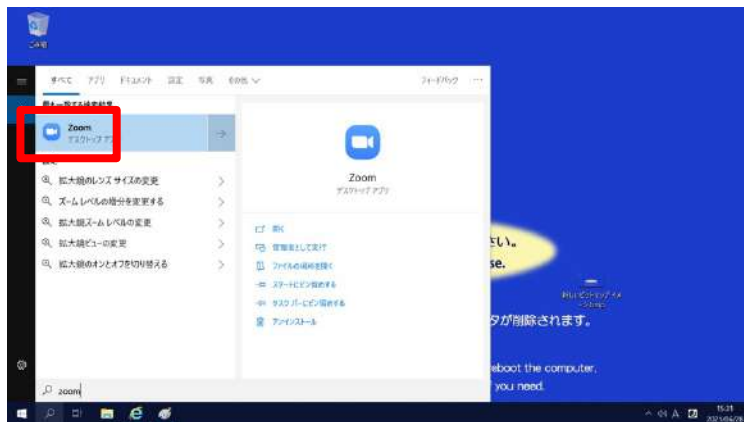 ごみ箱
すべて アプリ ドキュメント 設定 写真 その他 フィードバック ...
最も一致する検索結果
Zoom
デスクトップ アプ
設定
拡大鏡のレンズ サイズの変更
ズーム レベルの増分を変更する
拡大鏡ズーム レベルの変更
拡大鏡ビューの変更
拡大鏡のオンとオフを切り替える
Zoom
デスクトップ アプリ
開く
管理者として実行
ファイルの場所を開く
スタートにピン留めする
タスク バーにピン留めする
アンインストール
さい。
se.
タが削除されます。
eboot the computer,
you need.
zoom
A
15:21
2025/04/28